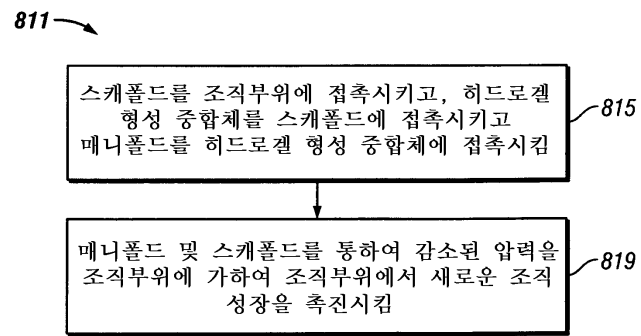 811
스캐폴드를 조직부위에 접촉시키고, 히드로겔
형성 중합체를 스캐폴드에 접촉시키고
매니폴드를 히드로겔 형성 중합체에 접촉시킴
815
매니폴드 및 스캐폴드를 통하여 감소된 압력을
조직부위에 가하여 조직부위에서 새로운 조직
성장을 촉진시킴
819